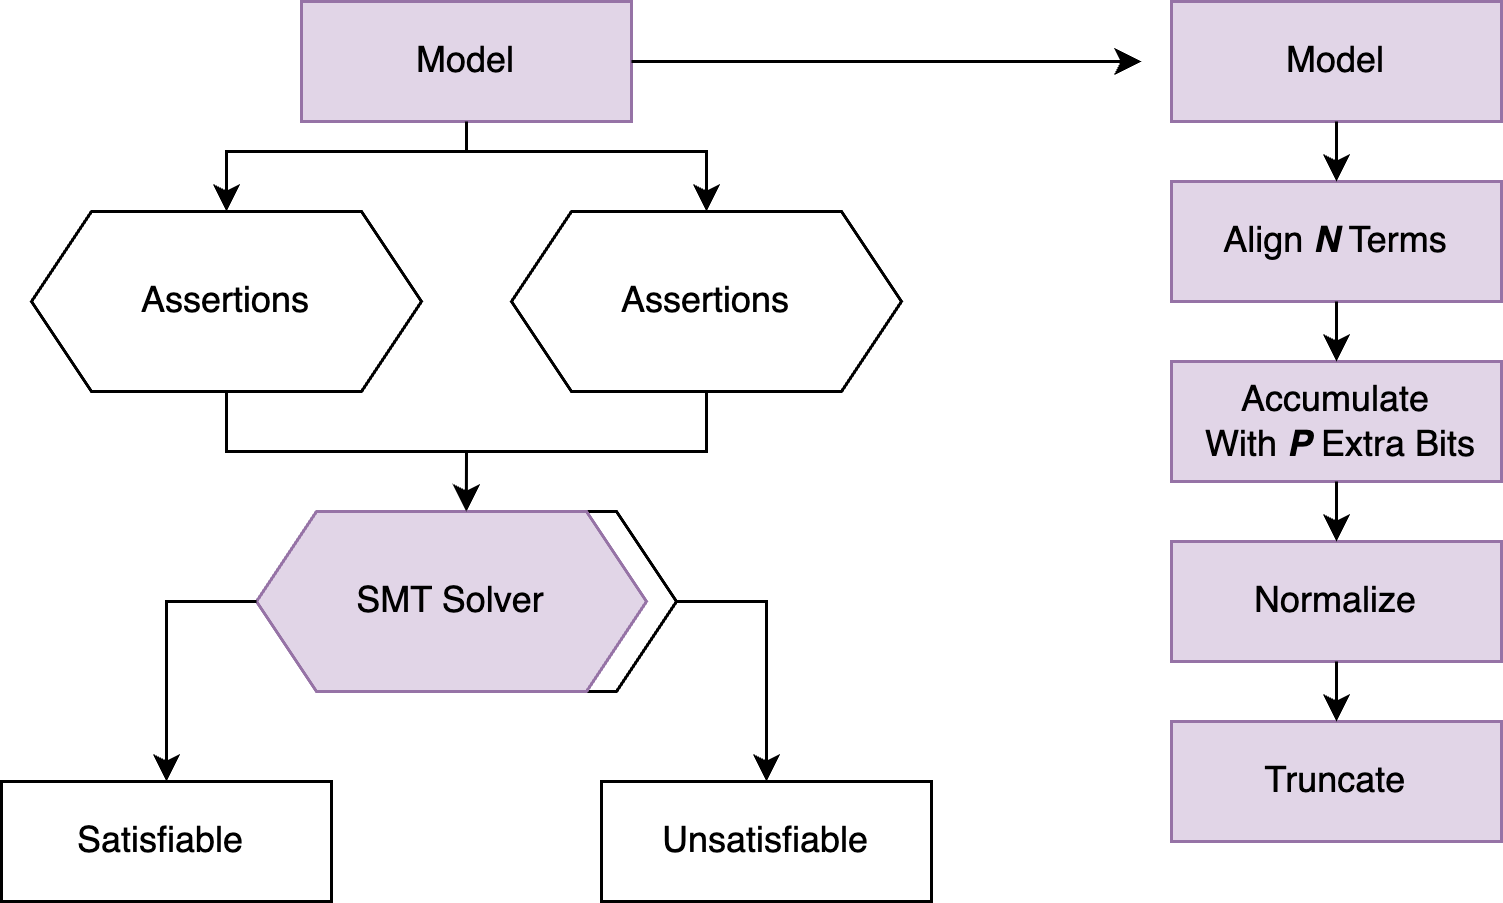 Model
Assertions
Assertions
SMT Solver
Satisfiable
Unsatisfiable
Model
Align N Terms
Accumulate
With P Extra Bits
Normalize
Truncate